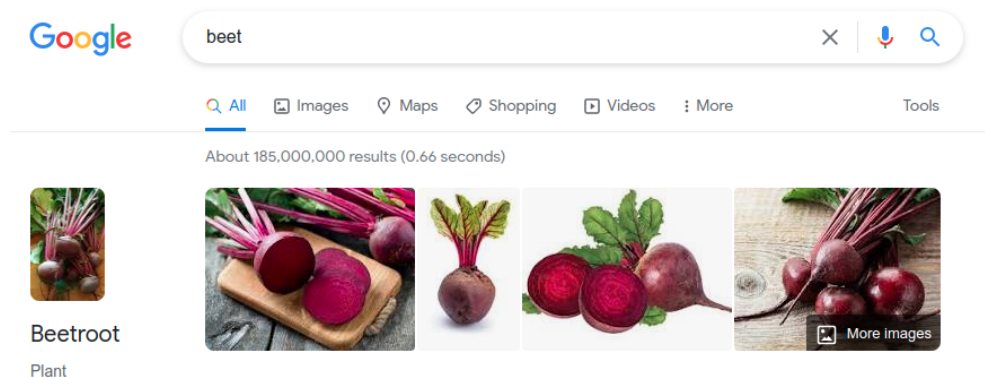 Google
beet
All Images Maps Shopping Videos More Tools
About 185,000,000 results (0.66 seconds)
More images
Beetroot
Plant